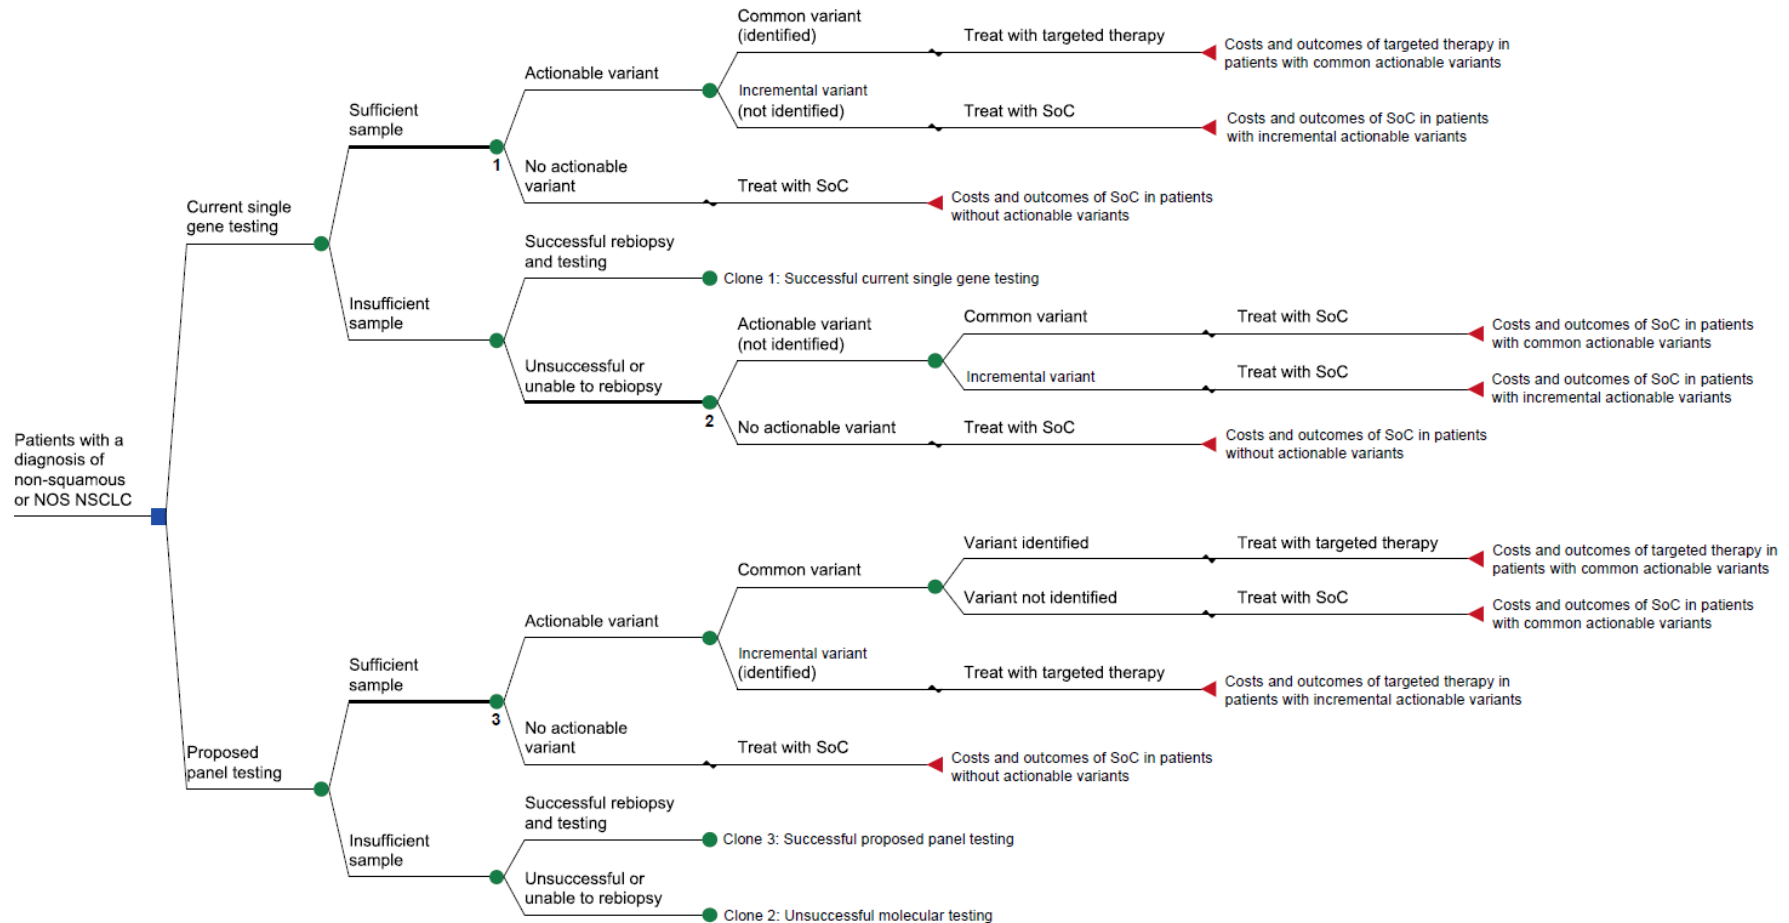 Common variant
(identified)
Treat with targeted therapy
Costs and outcomes of targeted therapy in
patients with common actionable variants
Actionable variant
Incremental variant
(not identified)
Treat with SoC
Costs and outcomes of SoC in patients
with incremental actionable variants
Sufficient
sample
1
No actionable
variant
Treat with SoC
Costs and outcomes of SoC in patients
without actionable variants
Current single
gene testing
Successful rebiopsy
and testing
Clone 1: Successful current single gene testing
Insufficient
sample
Unsuccessful or
unable to rebiopsy
2
Actionable variant
(not identified)
Common variant
Treat with SoC
Costs and outcomes of SoC in patients
with common actionable variants
Incremental variant
Treat with SoC
Costs and outcomes of SoC in patients
with incremental actionable variants
No actionable variant
Treat with SoC
Costs and outcomes of SoC in patients
without actionable variants
Patients with a
diagnosis of
non-squamous
or NOS NSCLC
Variant identified
Treat with targeted therapy
Costs and outcomes of targeted therapy in
patients with common actionable variants
Common variant
Variant not identified
Treat with SoC
Costs and outcomes of SoC in patients
with common actionable variants
Actionable variant
Incremental variant
(identified)
Treat with targeted therapy
Costs and outcomes of targeted therapy in
patients with incremental actionable variants
Sufficient
sample
3
No actionable
variant
Treat with SoC
Costs and outcomes of SoC in patients
without actionable variants
Proposed
panel testing
Successful rebiopsy
and testing
Clone 3: Successful proposed panel testing
Insufficient
sample
Unsuccessful or
unable to rebiopsy
Clone 2: Unsuccessful molecular testing